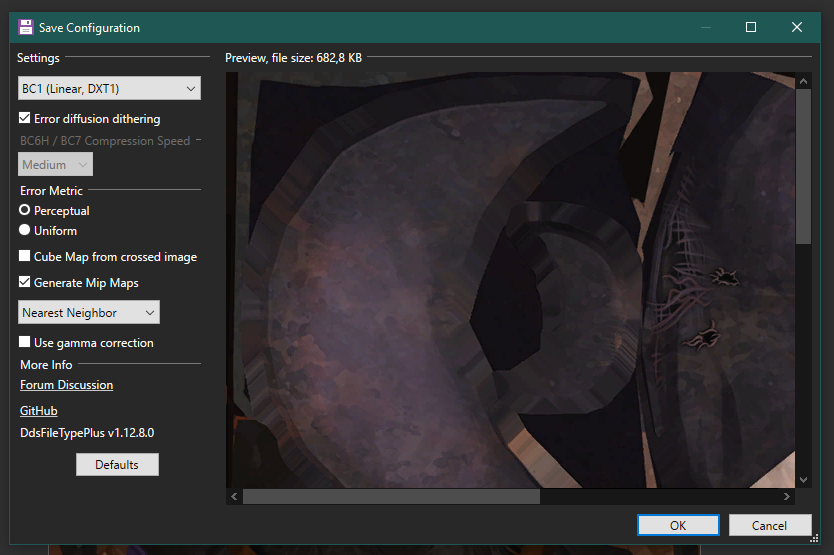 Save Configuration
Settings
Preview, file size: 682,8 KB
BC1 (Linear, DXT1)
Error diffusion dithering
BC6H / BC7 Compression Speed
Medium
Error Metric
Perceptual
Uniform
Cube Map from crossed image
Generate Mip Maps
Nearest Neighbor
Use gamma correction
More Info
Forum Discussion
GitHub
DdsFileTypePlus v1.12.8.0
Defaults
OK
Cancel